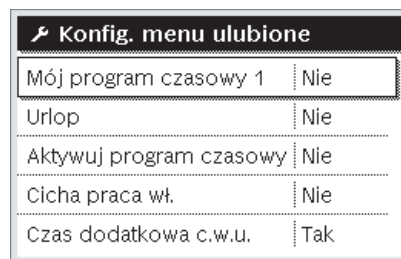 Konfig. menu ulubione
Mój program czasowy 1 Nie
Urlop Nie
Aktywuj program czasowy Nie
Cicha praca wł. Nie
Czas dodatkowa c.w.u. Tak